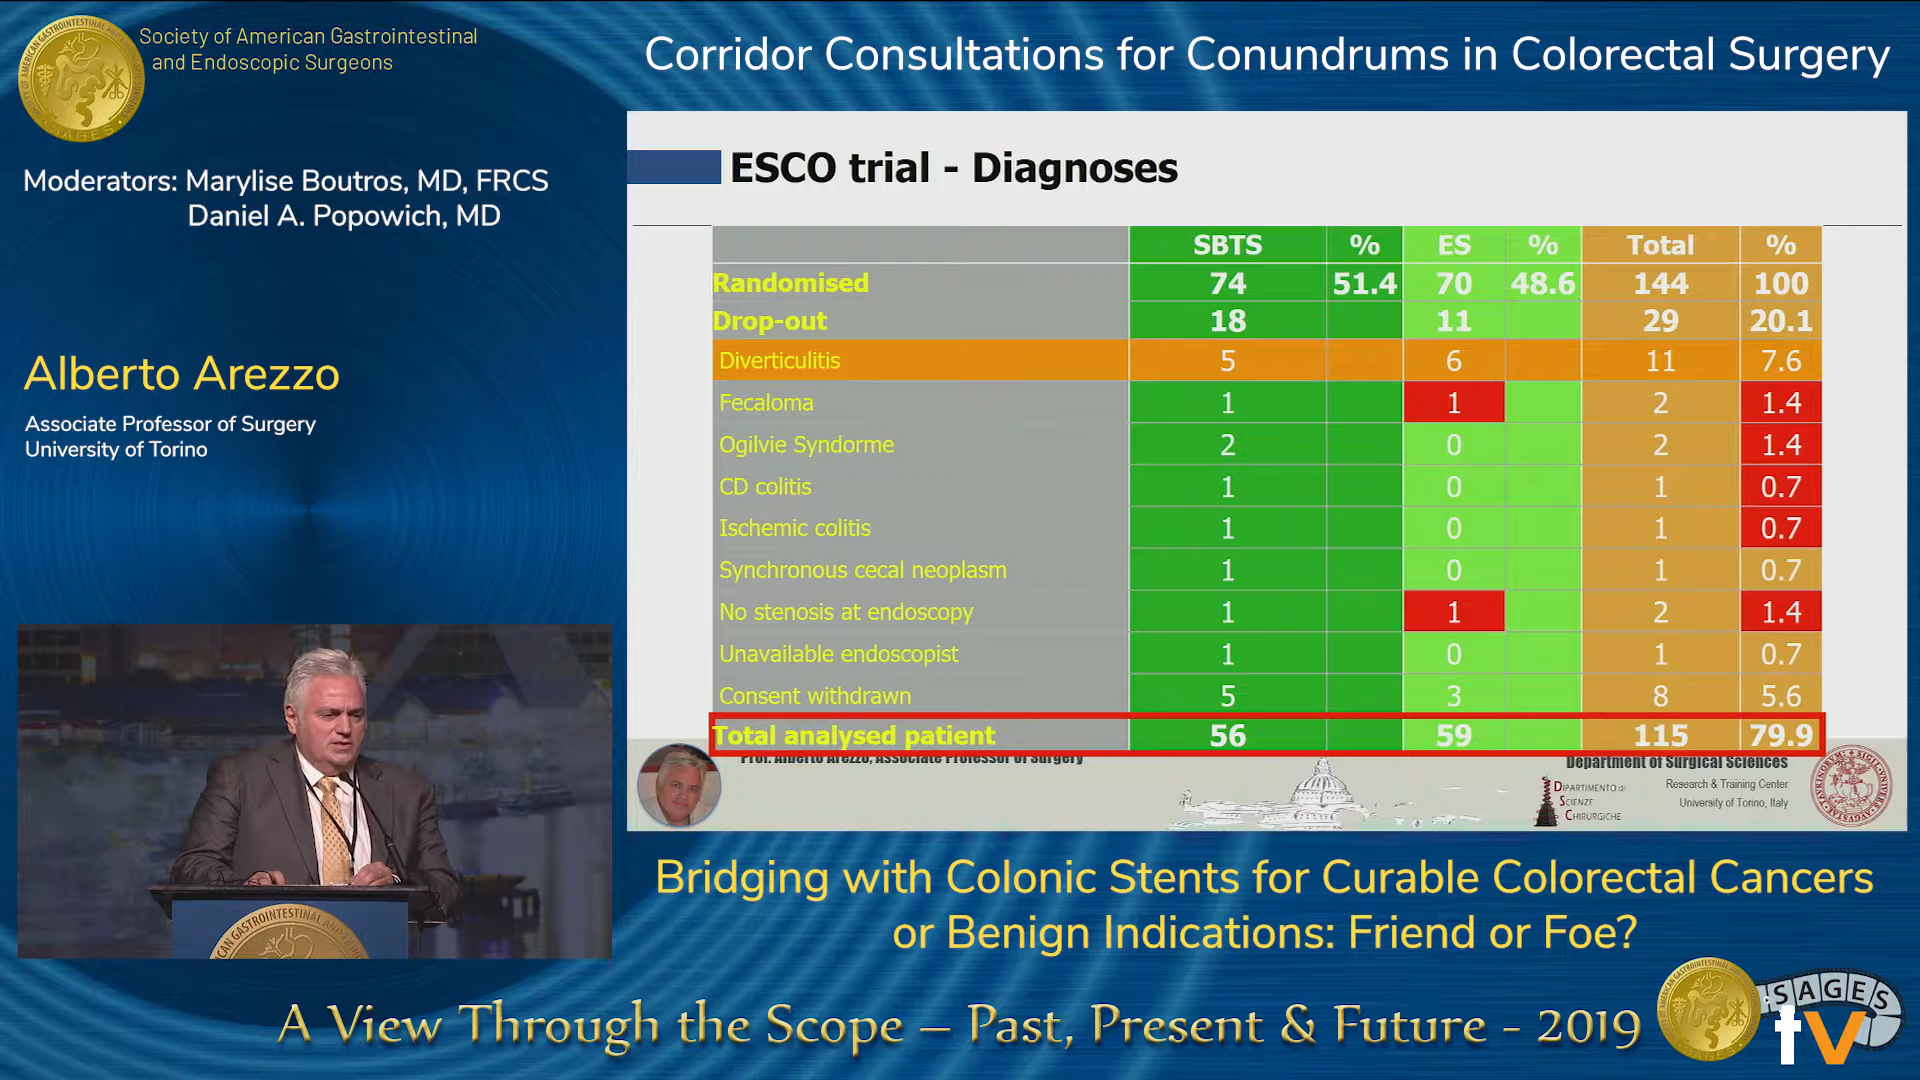 Society of American Gastrointestinal
and Endoscopic Surgeons
Corridor Consultations for Conundrums in Colorectal Surgery
Moderators: Marylise Boutros, MD, FRCS
Daniel A. Popowich, MD
Alberto Arezzo
Associate Professor of Surgery
University of Torino
ESCO trial - Diagnoses
SBTS % ES % Total %
Randomised 74 51.4 70 48.6 144 100
Drop-out 18 11 29 20.1
Diverticulitis 5 6 11 7.6
Fecaloma 1 1 2 1.4
Ogilvie Syndorme 2 0 2 1.4
CD colitis 1 0 1 0.7
Ischemic colitis 1 0 1 0.7
Synchronous cecal neoplasm 1 0 1 0.7
No stenosis at endoscopy 1 1 2 1.4
Unavailable endoscopist 1 0 1 0.7
Consent withdrawn 5 3 8 5.6
Total analysed patient 56 59 115 79.9
Prof. Alberto Arezzo, Associate Professor of Surgery
Department of Surgical Sciences
Research & Training Center
University of Torino, Italy
Dipartimento di
Scienze
Chirurgiche
Bridging with Colonic Stents for Curable Colorectal Cancers
or Benign Indications: Friend or Foe?
A View Through the Scope – Past, Present & Future - 2019
SAGES
tv